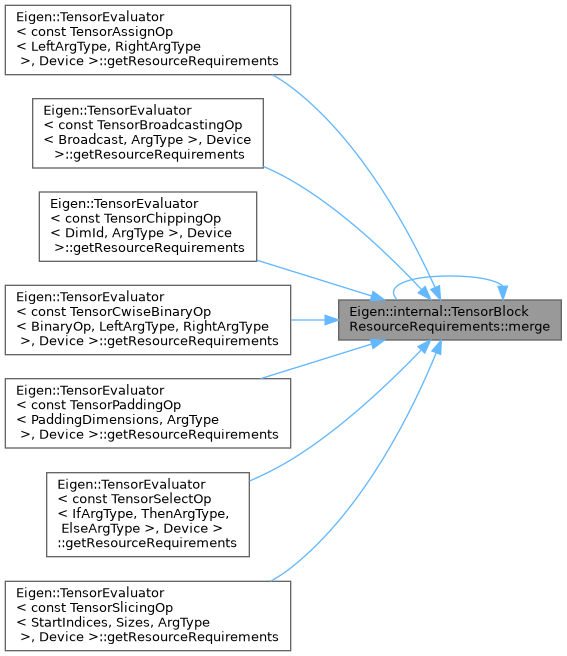 Eigen::TensorEvaluator
< const TensorAssignOp
< LeftArgType, RightArgType
>, Device >::getResourceRequirements
Eigen::TensorEvaluator
< const TensorBroadcastingOp
< Broadcast, ArgType >, Device
>::getResourceRequirements
Eigen::TensorEvaluator
< const TensorChippingOp
< DimId, ArgType >, Device
>::getResourceRequirements
Eigen::TensorEvaluator
< const TensorCwiseBinaryOp
< BinaryOp, LeftArgType, RightArgType
>, Device >::getResourceRequirements
Eigen::internal::TensorBlock
ResourceRequirements::merge
Eigen::TensorEvaluator
< const TensorPaddingOp
< PaddingDimensions, ArgType
>, Device >::getResourceRequirements
Eigen::TensorEvaluator
< const TensorSelectOp
< IfArgType, ThenArgType,
ElseArgType >, Device >
::getResourceRequirements
Eigen::TensorEvaluator
< const TensorSlicingOp
< StartIndices, Sizes, ArgType
>, Device >::getResourceRequirements